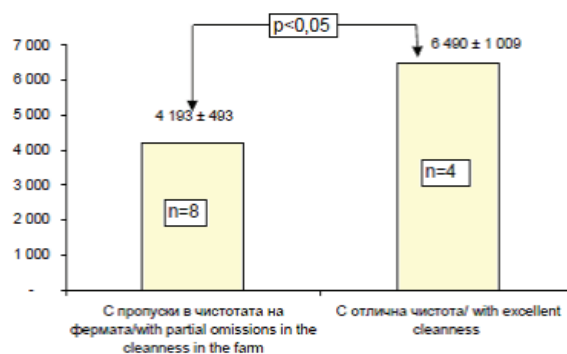 p<0,05
7 000
6 490 ± 1 009
6 000
5 000
4 193 ± 493
4 000
3 000
2 000
1 000
-
n=8
n=4
С пропуски в чистотата на
фермата/with partial omissions in the
cleanness in the farm
С отлична чистота/ with excellent
cleanness